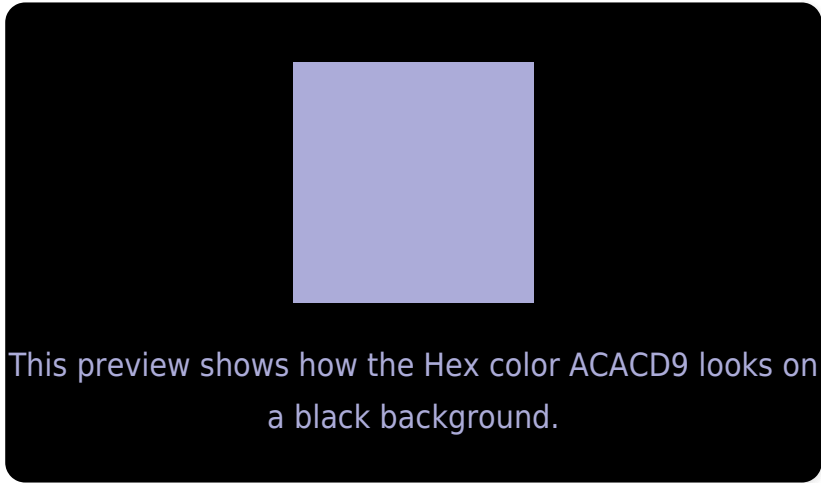 This preview shows how the Hex color ACACD9 looks on
a black background.